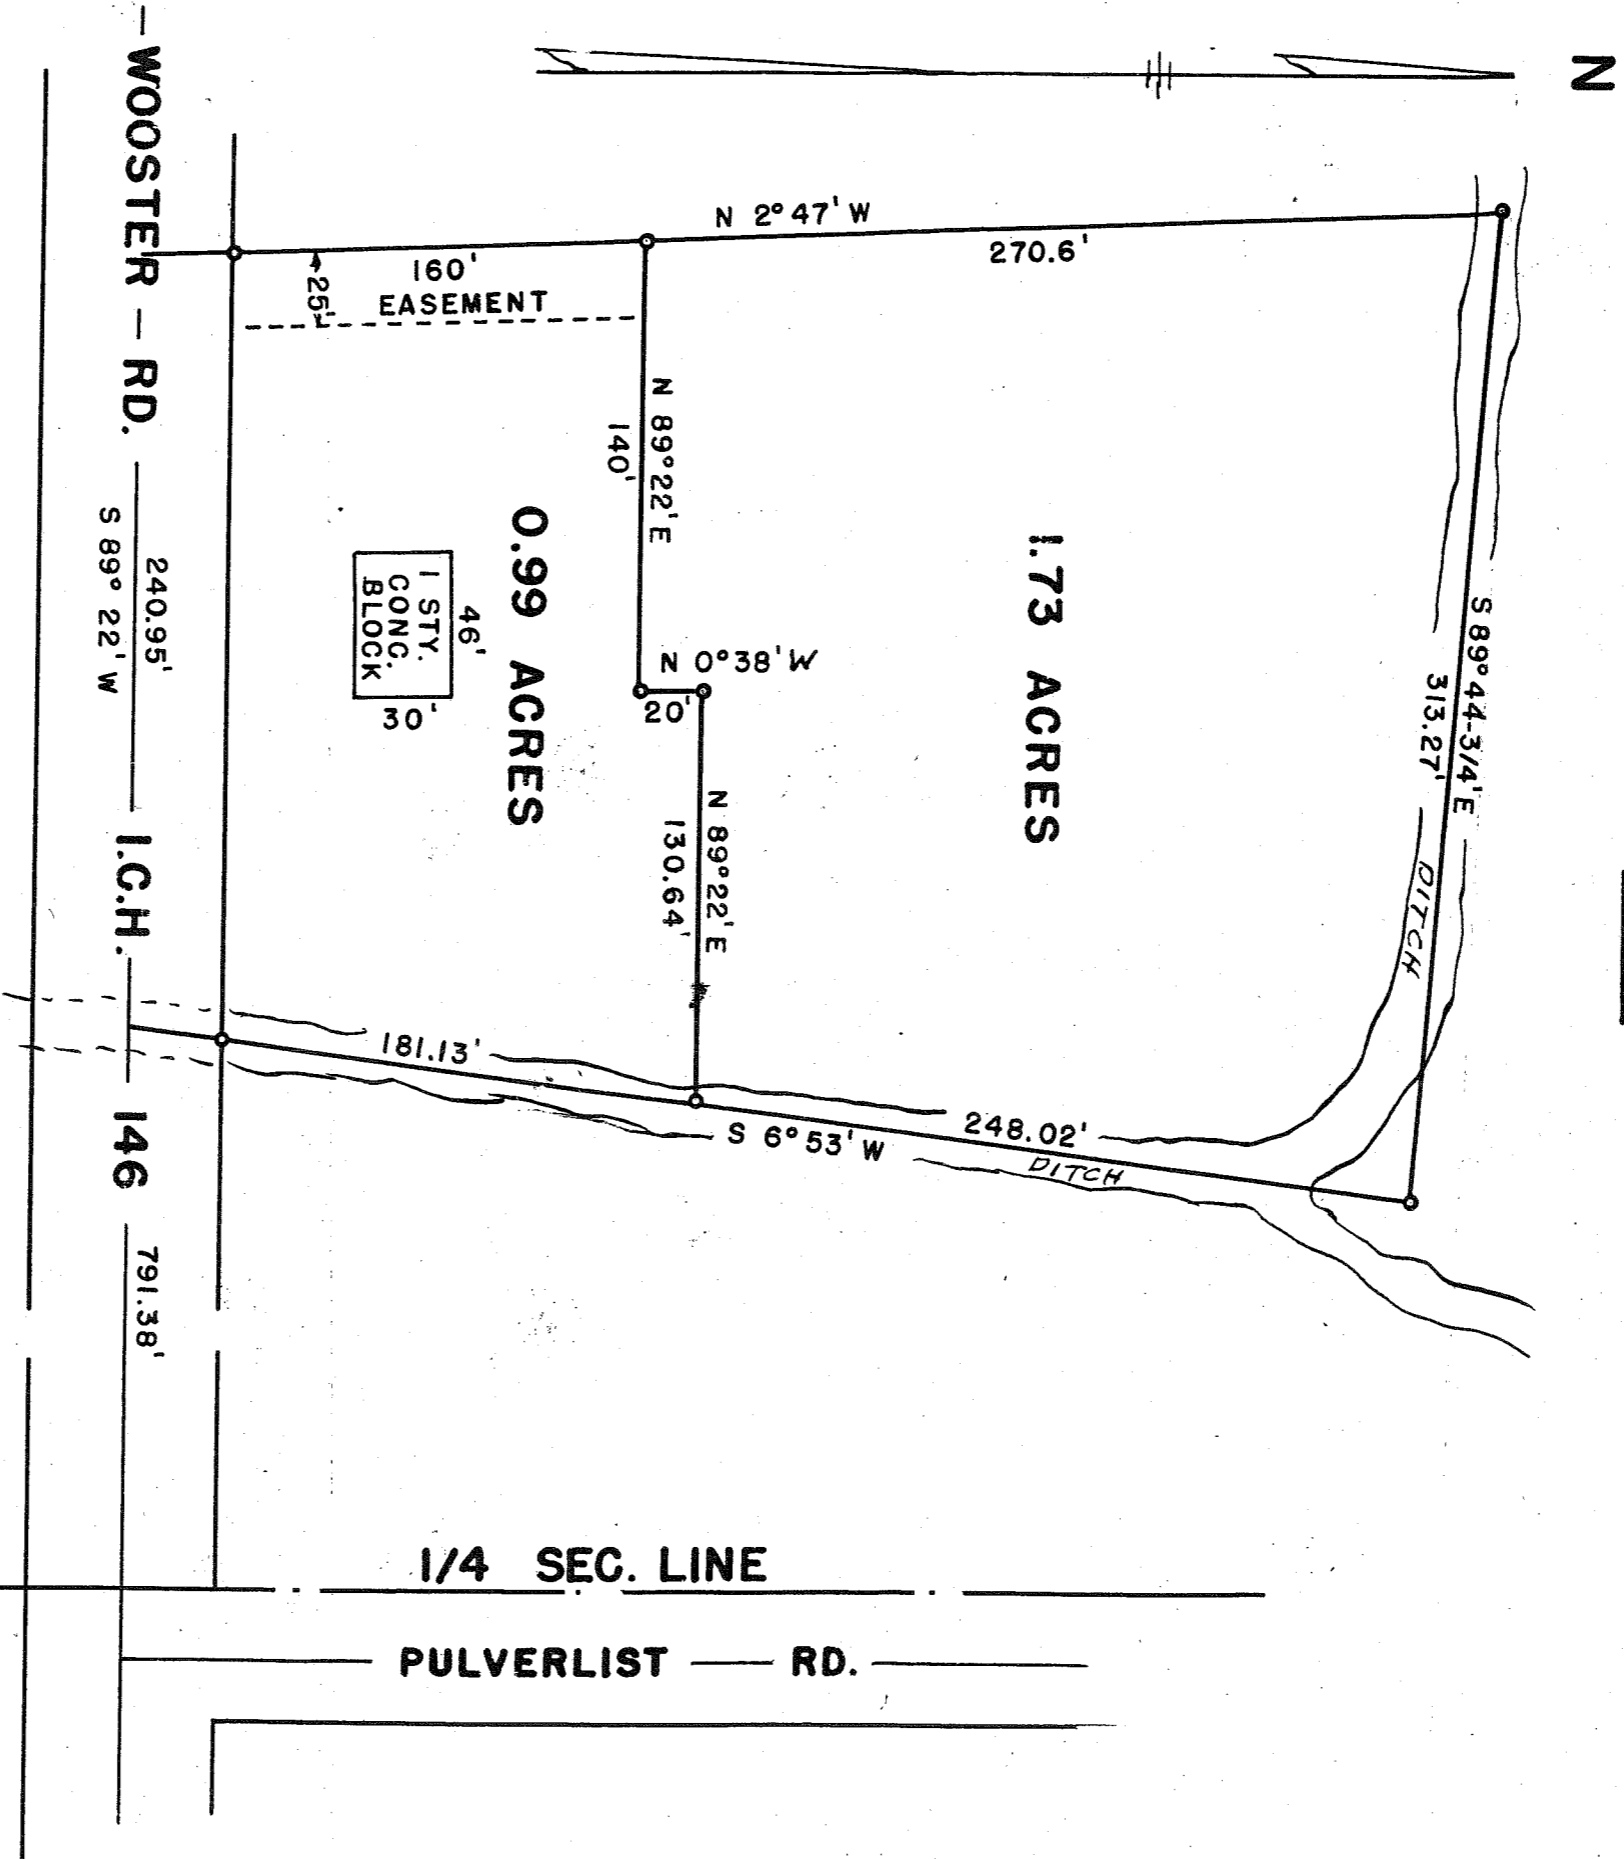 N
N 2° 47' W
270.6'
160'
EASEMENT
25'
N 89° 22' E
140'
N 0° 38' W
20'
N 89° 22' E
130.64'
S 89° 44-3/4' E
313.27'
DITCH
1.73 ACRES
0.99 ACRES
46'
1 STY.
CONC.
BLOCK
30'
181.13'
S 6° 53' W
248.02'
DITCH
WOOSTER - RD.
240.95'
S 89° 22' W
I.C.H. 146
791.38'
1/4 SEC. LINE
PULVERLIST RD.